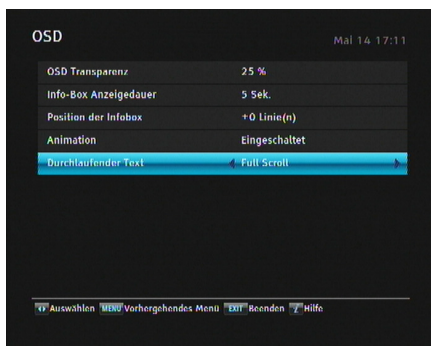 OSD
Mai 14 17:11
OSD Transparenz 25 %
Info-Box Anzeigedauer 5 Sek.
Position der Infobox +0 Linie(n)
Animation Eingeschaltet
Durchlaufender Text Full Scroll
Auswählen MENU Vorhergehendes Menü EXIT Beenden i Hilfe